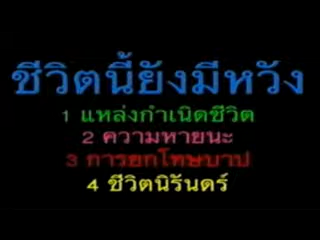 ชีวิตนี้ยังมีหวัง
1 แหล่งกำเนิดชีวิต
2 ความหายนะ
3 การยกโทษบาป
4 ชีวิตนิรันดร์